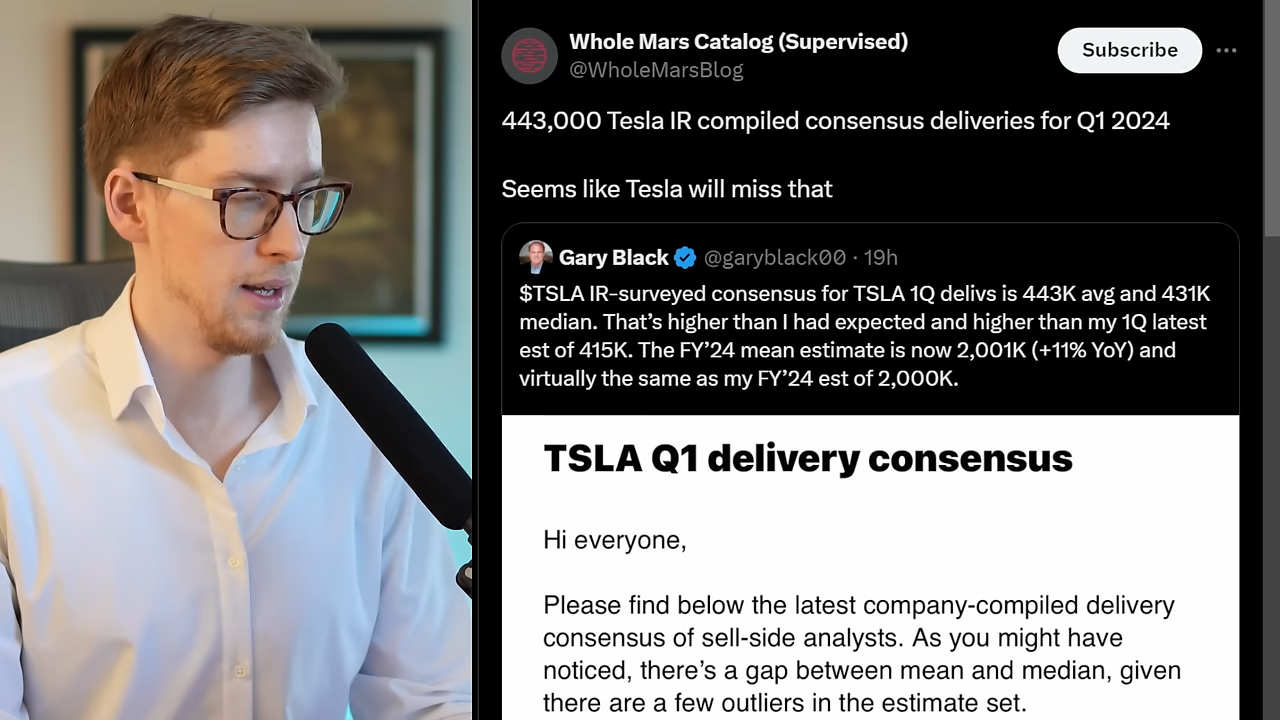 Whole Mars Catalog (Supervised)
@WholeMarsBlog
Subscribe
443,000 Tesla IR compiled consensus deliveries for Q1 2024
Seems like Tesla will miss that
Gary Black @garyblack00 · 19h
$TSLA IR-surveyed consensus for TSLA 1Q delivs is 443K avg and 431K
median. That’s higher than I had expected and higher than my 1Q latest
est of 415K. The FY’24 mean estimate is now 2,001K (+11% YoY) and
virtually the same as my FY’24 est of 2,000K.
TSLA Q1 delivery consensus
Hi everyone,
Please find below the latest company-compiled delivery
consensus of sell-side analysts. As you might have
noticed, there’s a gap between mean and median, given
there are a few outliers in the estimate set.